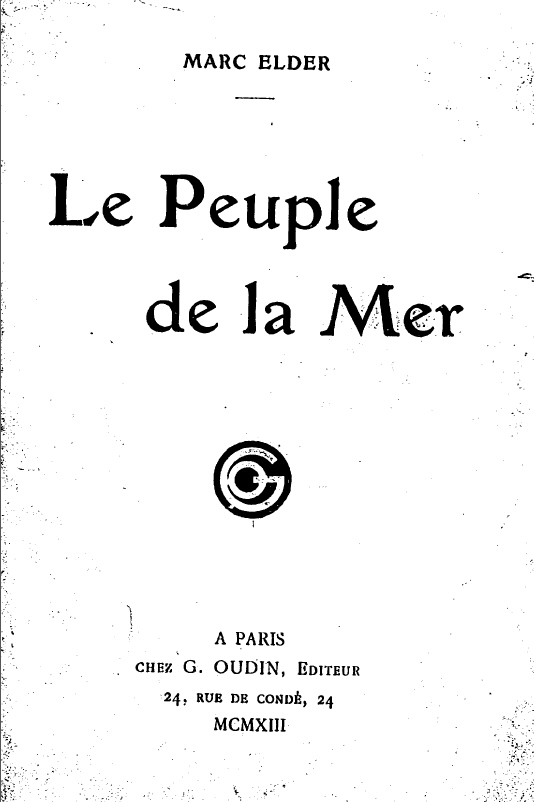 MARC ELDER
Le Peuple
de la Mer
A PARIS
CHEZ G. OUDIN, EDITEUR
24, RUE DE CONDÉ, 24
MCMXIII